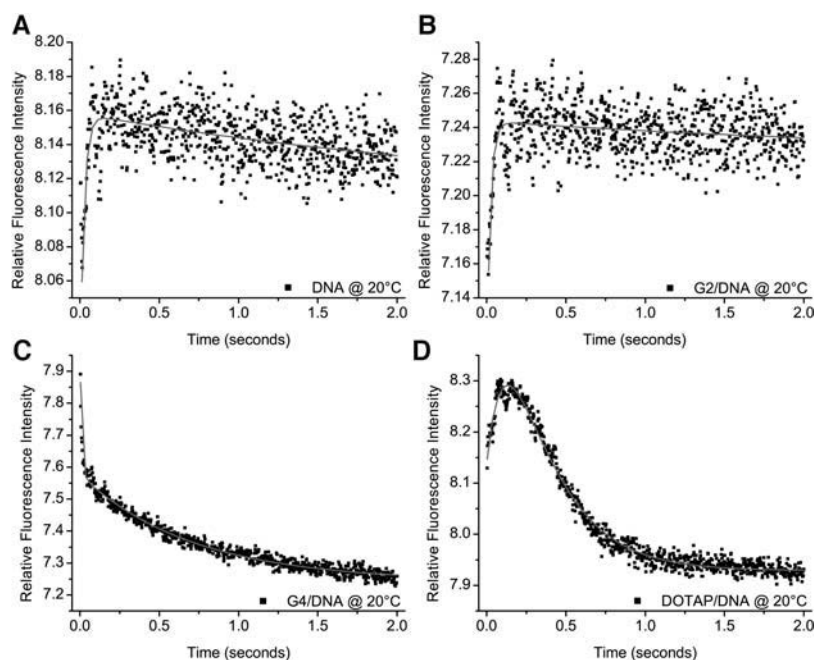 A
Relative Fluorescence Intensity
8.20
8.18
8.16
8.14
8.12
8.10
8.08
8.06
DNA @ 20°C
0.0 0.5 1.0 1.5 2.0
Time (seconds)
B
Relative Fluorescence Intensity
7.28
7.26
7.24
7.22
7.20
7.18
7.16
7.14
G2/DNA @ 20°C
0.0 0.5 1.0 1.5 2.0
Time (seconds)
C
Relative Fluorescence Intensity
7.9
7.8
7.7
7.6
7.5
7.4
7.3
7.2
G4/DNA @ 20°C
0.0 0.5 1.0 1.5 2.0
Time (seconds)
D
Relative Fluorescence Intensity
8.3
8.2
8.1
8.0
7.9
DOTAP/DNA @ 20°C
0.0 0.5 1.0 1.5 2.0
Time (seconds)